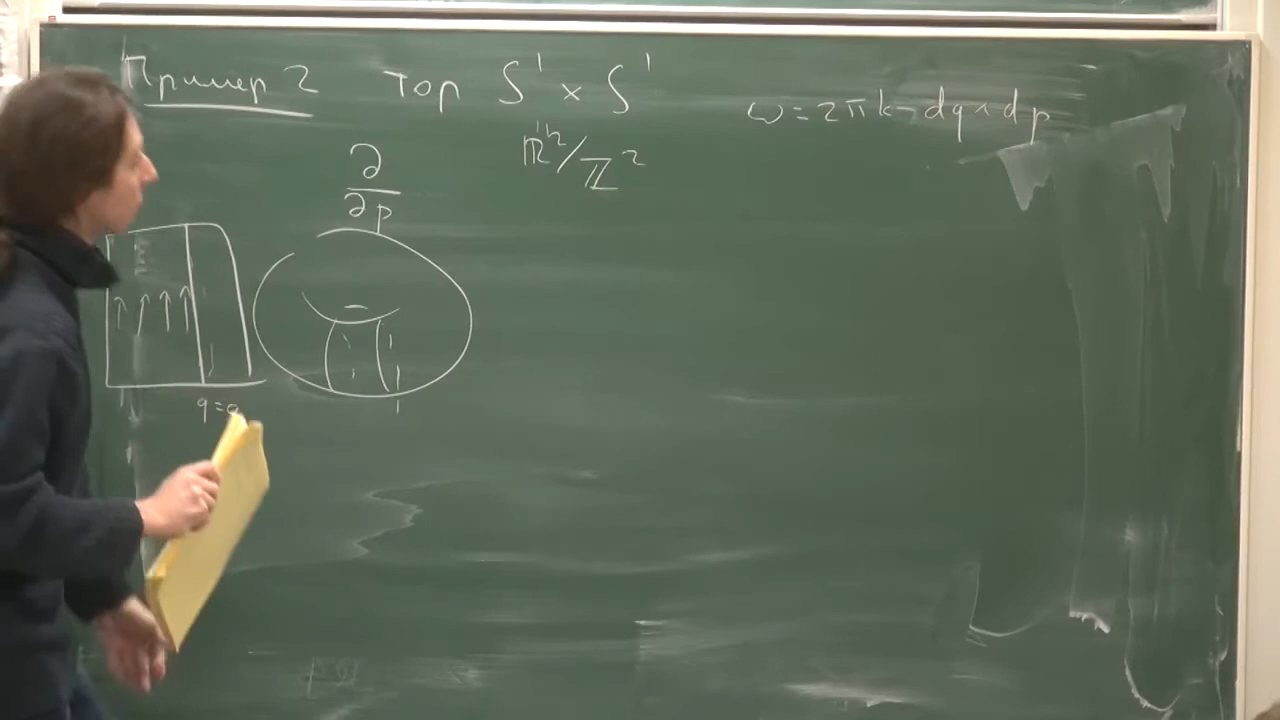 Пример 2 тор S¹ × S¹
ω = 2πk dq ∧ dp
ℝ²/ℤ²
∂/∂p
q=0